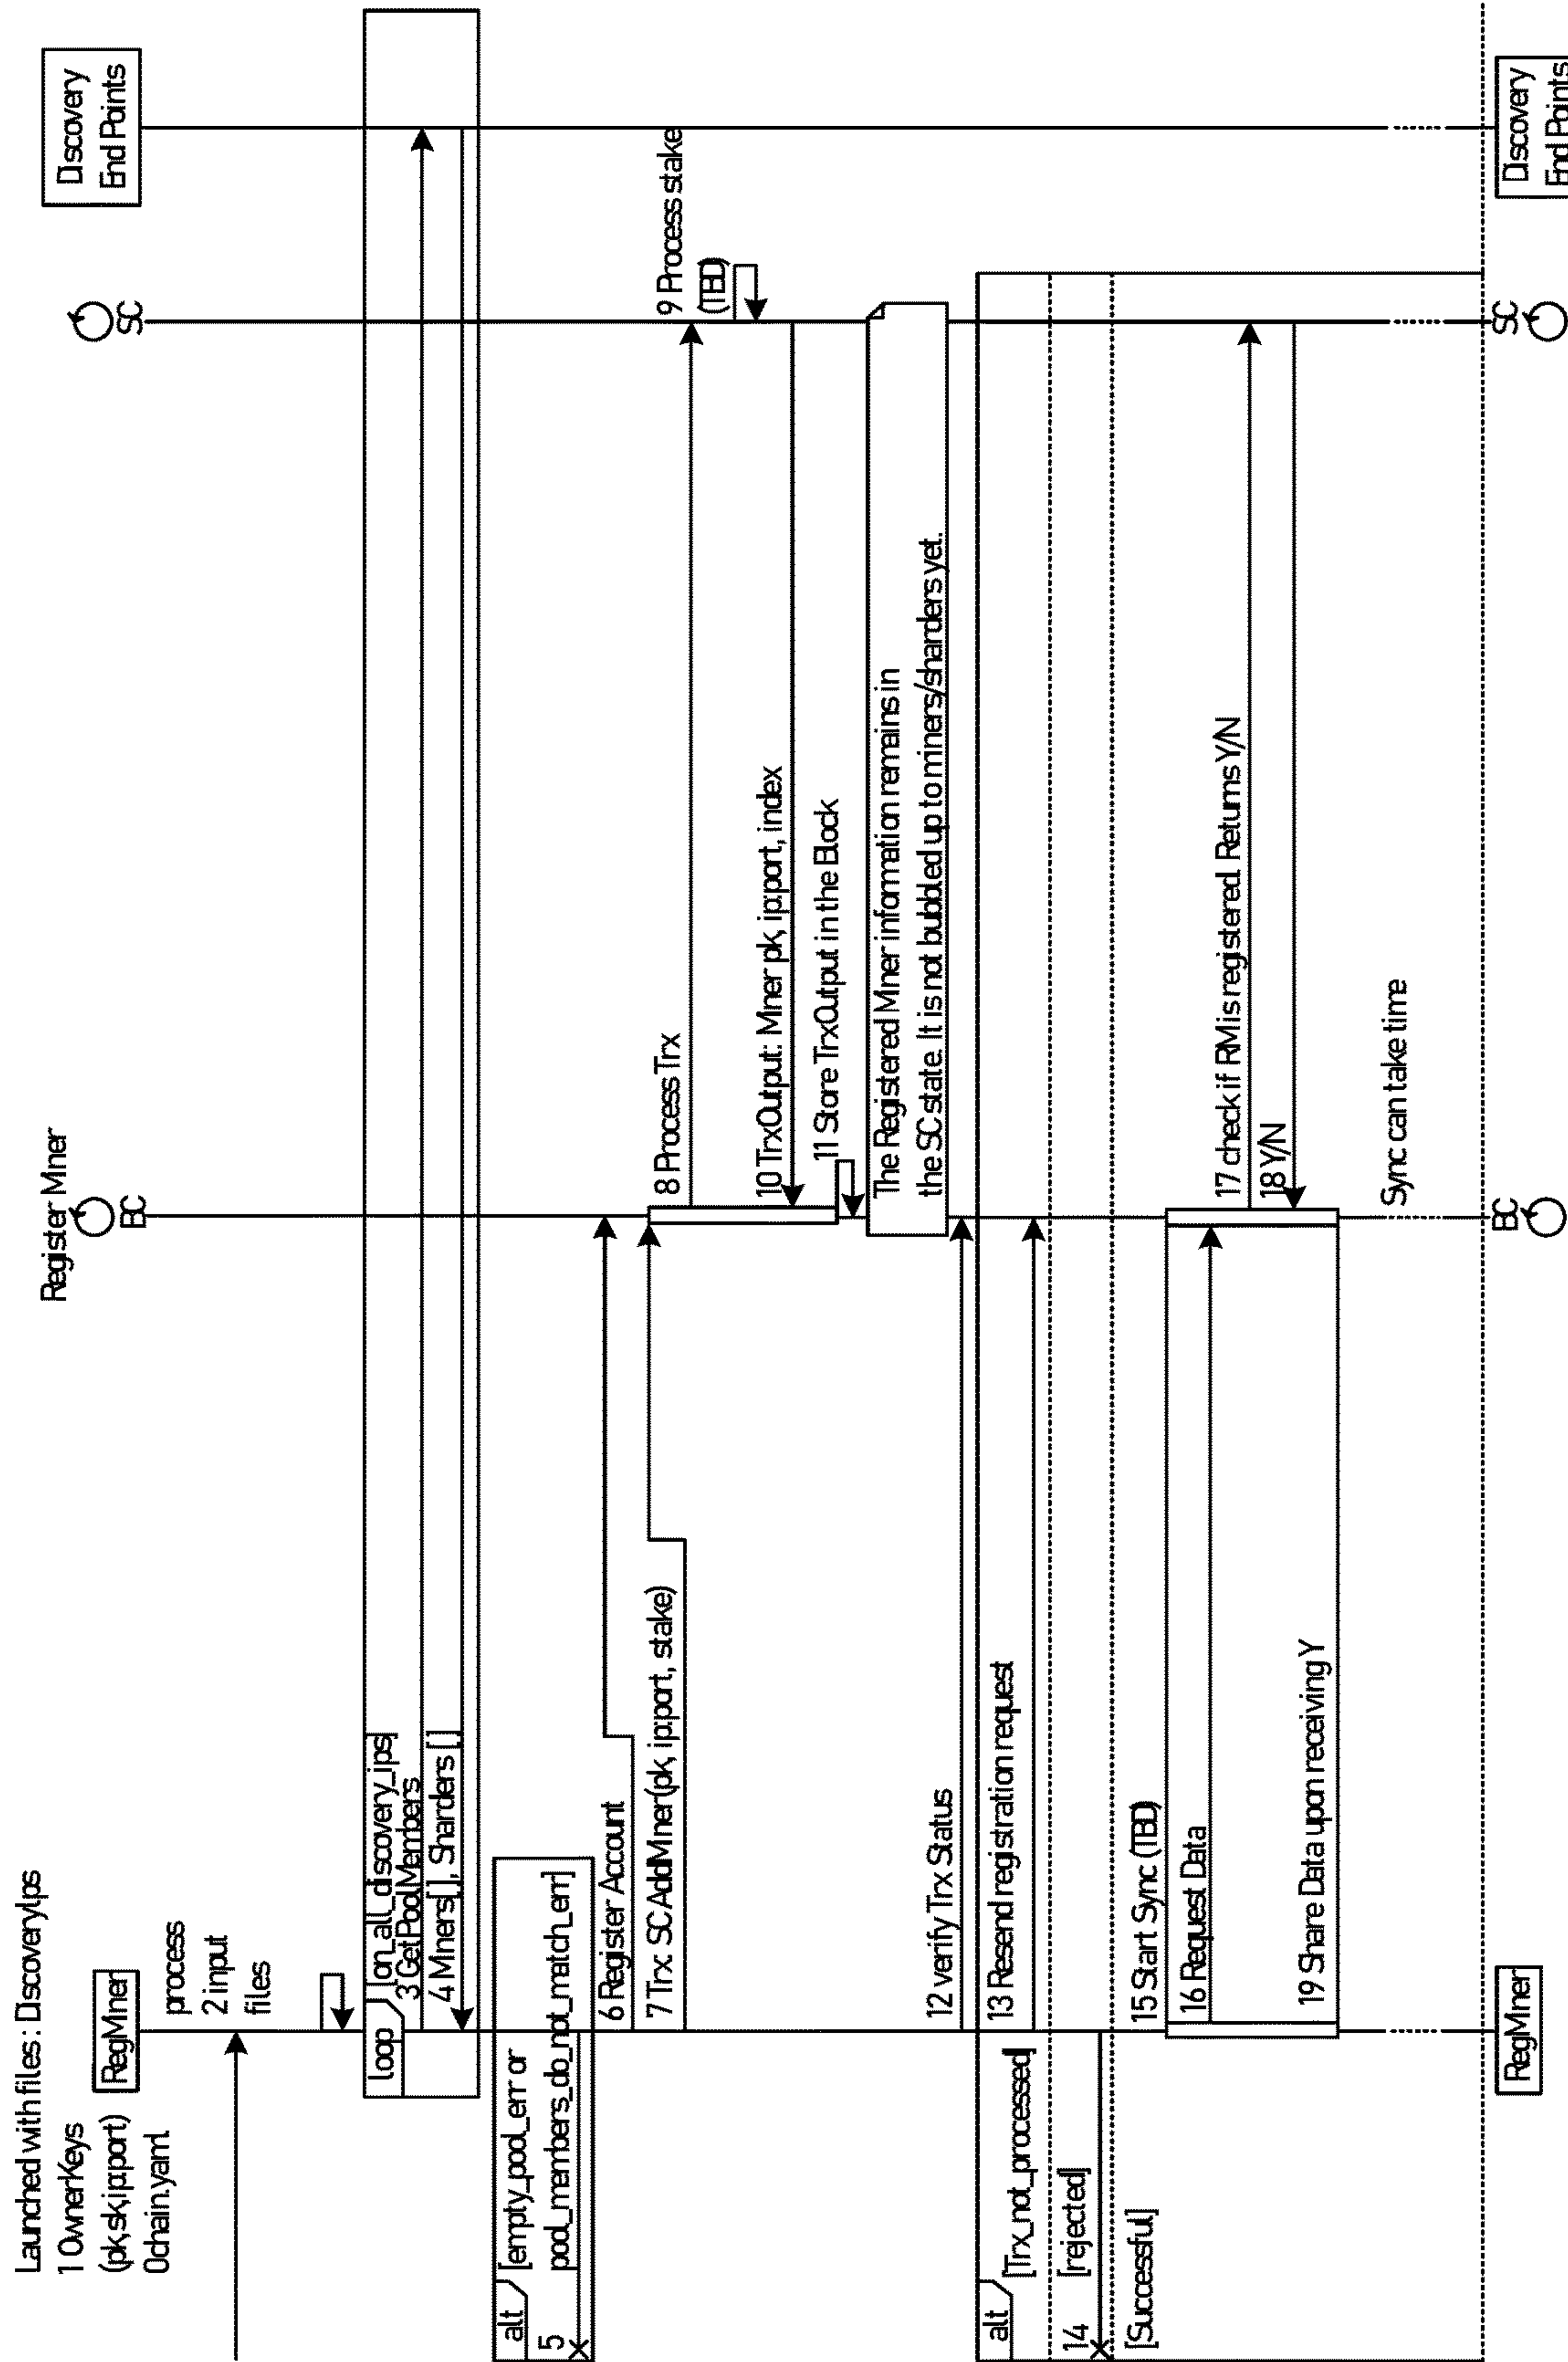 Register Miner
Launched with files : DiscoveryIps
1 OwnerKeys
(pk,sk,ip:port)
0chain.yaml
RegMiner
BC
SC
Discovery
End Points
process
2 input
files
loop
[on_all_discovery_ips]
3 GetPoolMembers
4 Miners[], Sharders []
alt
[empty_pool_err or
pool_members_do_not_match_err]
5
6 Register Account
7 Trx: SC AddMiner(pk, ip:port, stake)
8 Process Trx
9 Process stake
(TBD)
10 TrxOutput: Miner pk, ip:port, index
11 Store TrxOutput in the Block
The Registered Miner information remains in
the SC state. It is not bubbled up to miners/sharders yet.
12 verify Trx Status
alt
[Trx_not_processed]
13 Resend registration request
[rejected]
14
[Successful]
15 Start Sync (TBD)
16 Request Data
17 check if RM is registered. Returns Y/N
18 Y/N
19 Share Data upon receiving Y
Sync can take time
RegMiner
BC
SC
Discovery
End Points